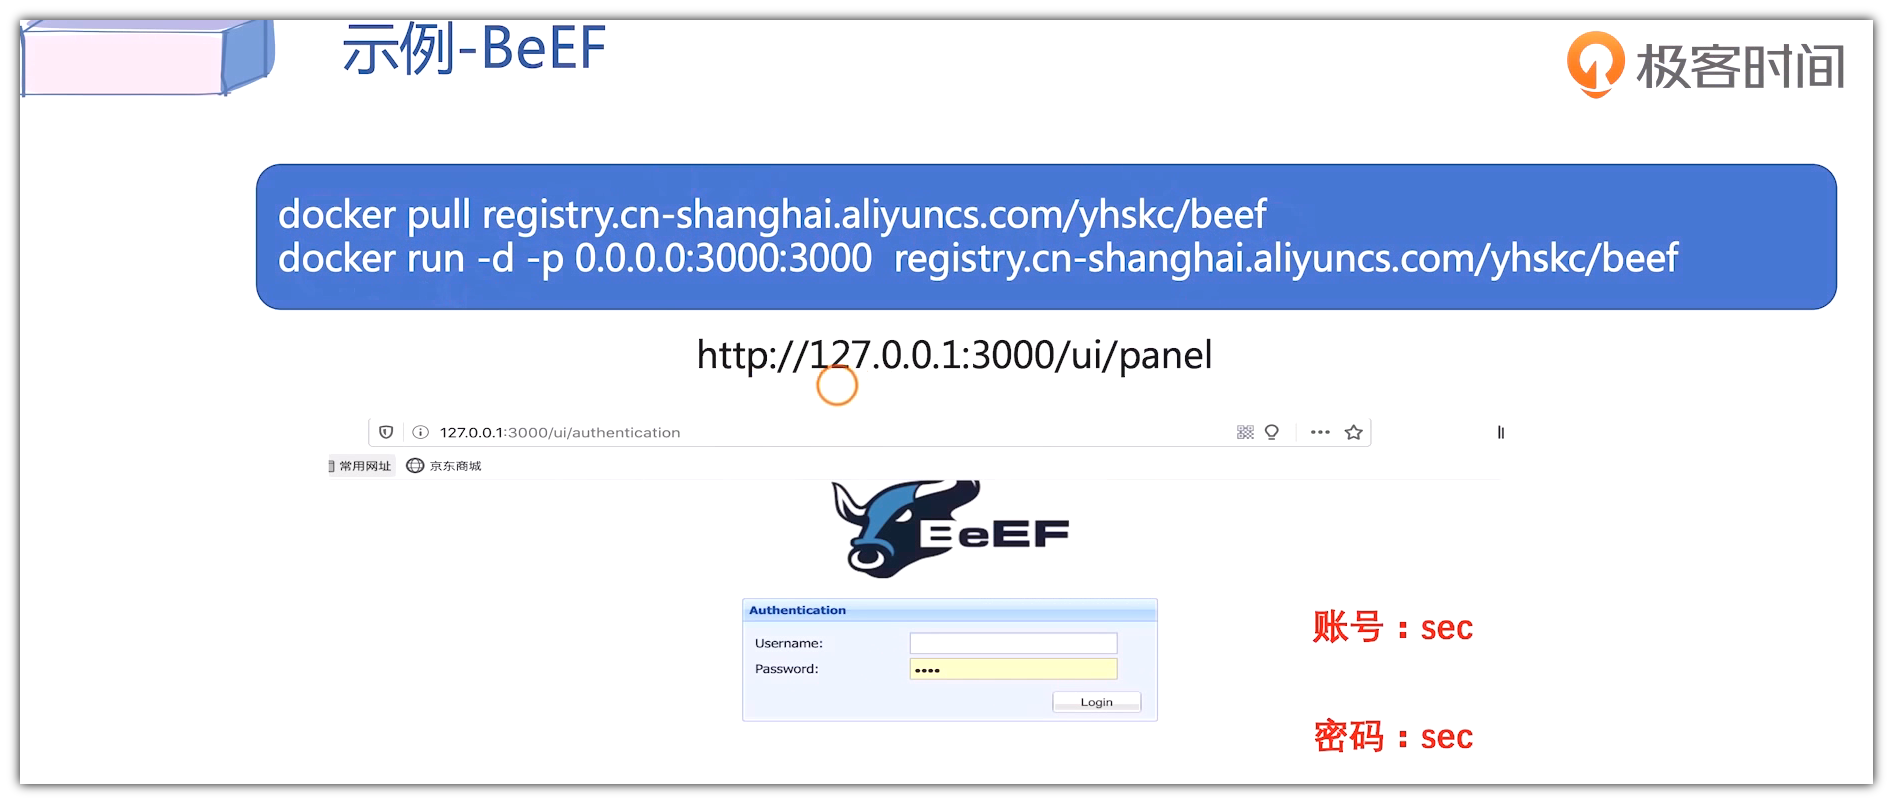 示例-BeEF
极客时间
docker pull registry.cn-shanghai.aliyuncs.com/yhskc/beef
docker run -d -p 0.0.0.0:3000:3000 registry.cn-shanghai.aliyuncs.com/yhskc/beef
http://127.0.0.1:3000/ui/panel
127.0.0.1:3000/ui/authentication
常用网址 京东商城
BeEF
Authentication
Username:
账号：sec
Password:
Login
密码：sec